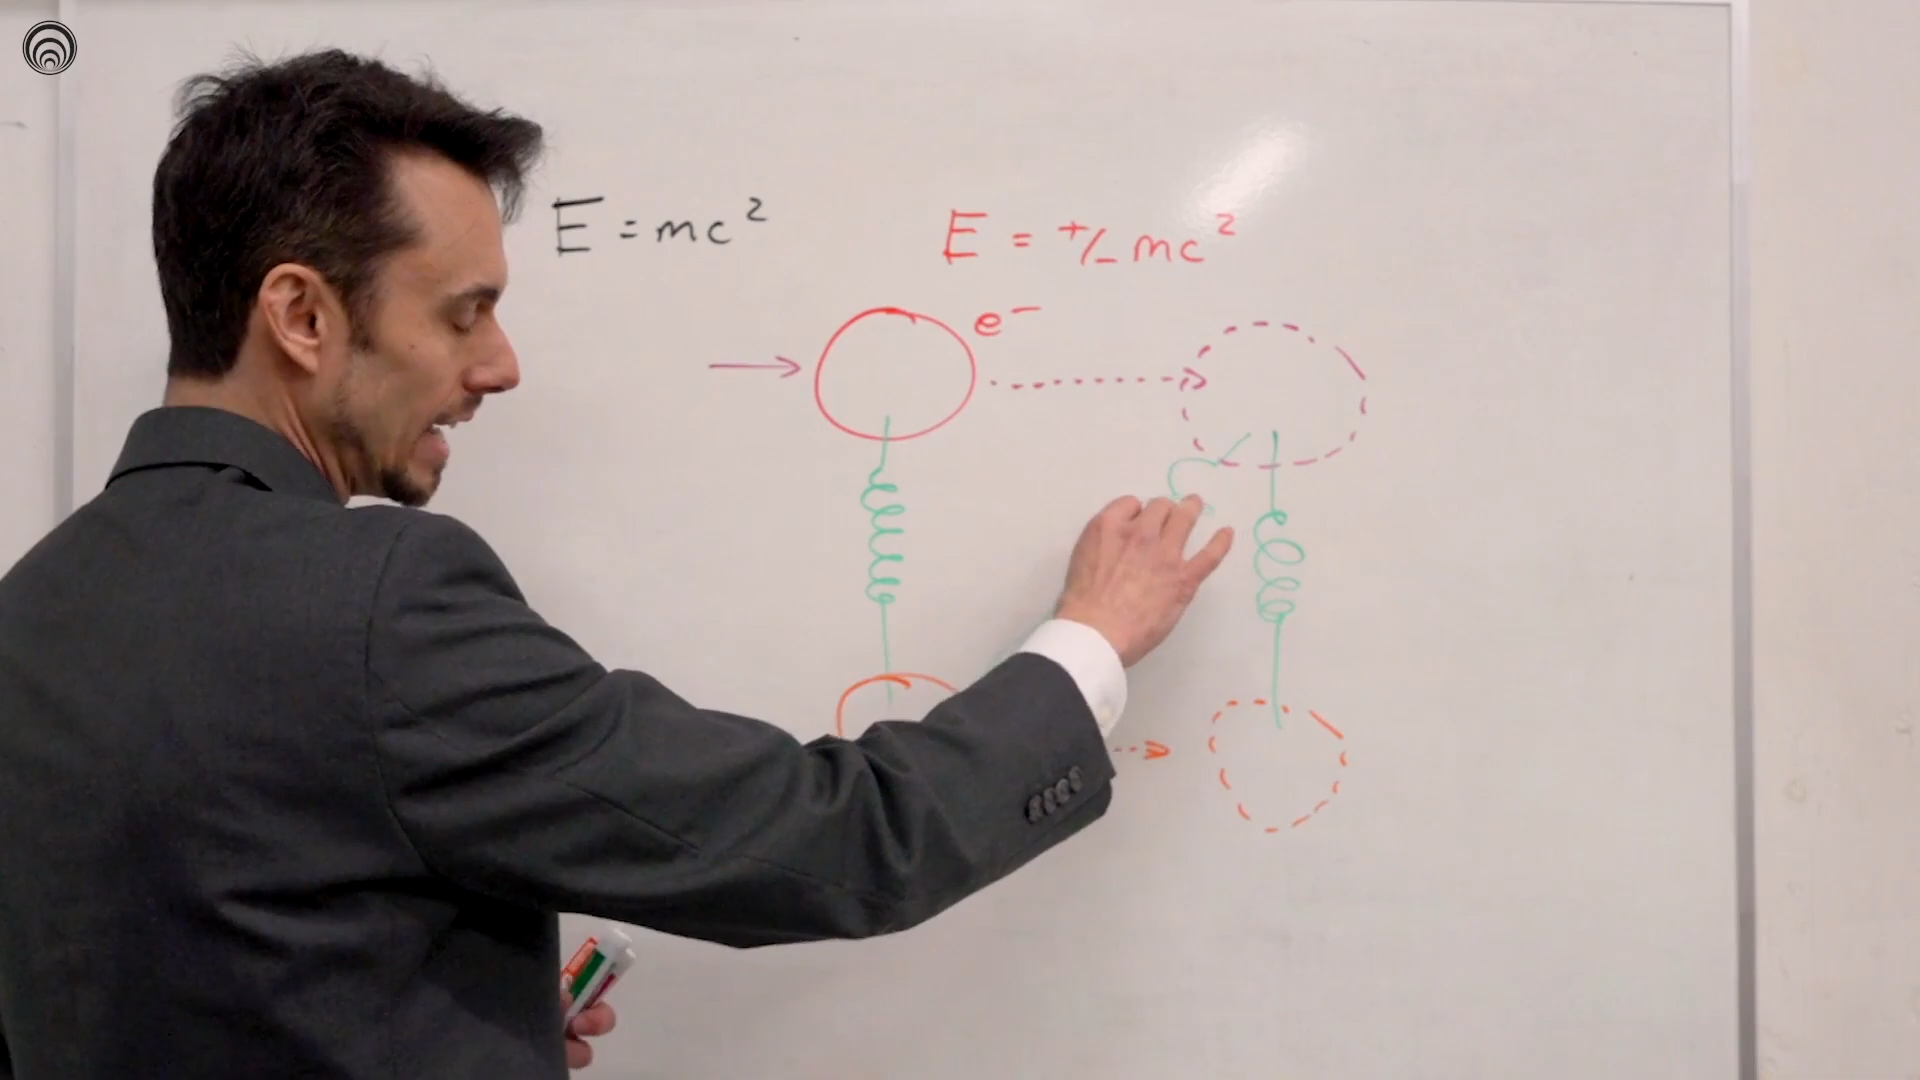 E = mc²
E = +/- mc²
e⁻